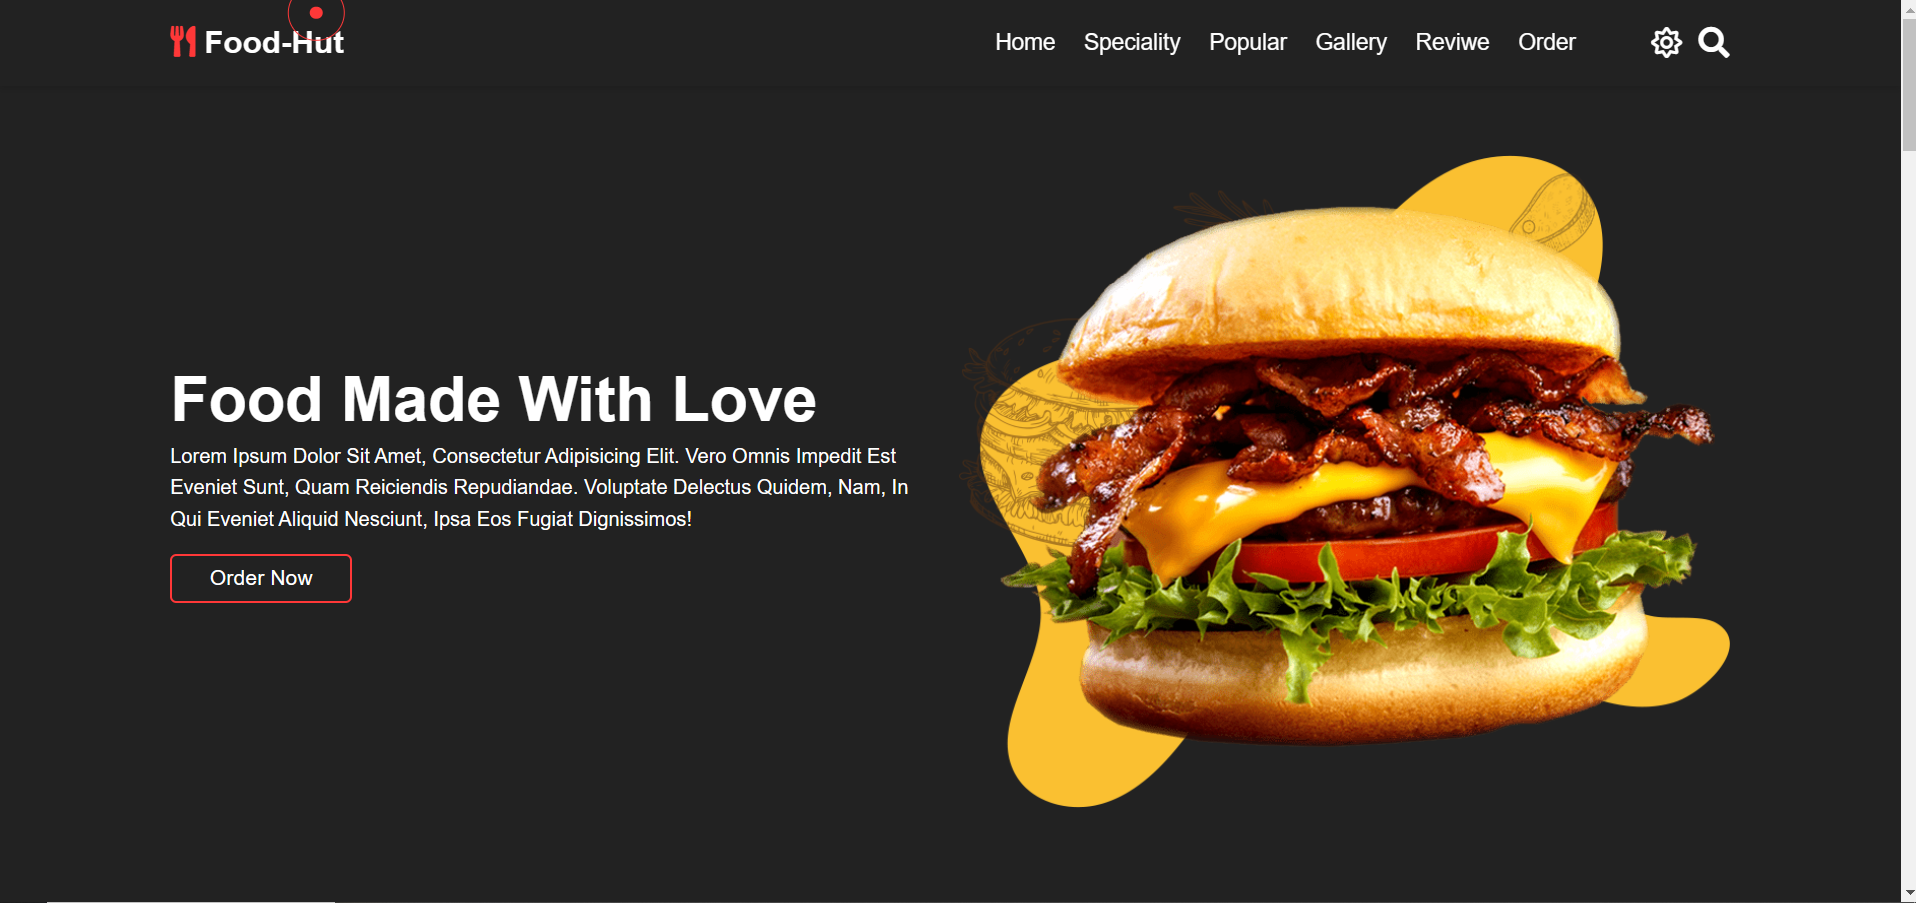 Food-Hut
Home Speciality Popular Gallery Reviwe Order
Food Made With Love
Lorem Ipsum Dolor Sit Amet, Consectetur Adipisicing Elit. Vero Omnis Impedit Est
Eveniet Sunt, Quam Reiciendis Repudiandae. Voluptate Delectus Quidem, Nam, In
Qui Eveniet Aliquid Nesciunt, Ipsa Eos Fugiat Dignissimos!
Order Now